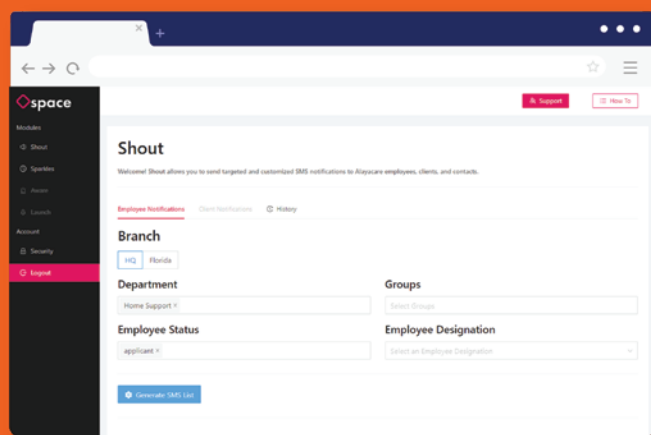 space
Support
How To
Modules
Shout
Sparkles
Aware
Launch
Account
Security
Logout
Shout
Welcome! Shout allows you to send targeted and customized SMS notifications to Alayacare employees, clients, and contacts.
Employee Notifications Client Notifications History
Branch
HQ Florida
Department Groups
Home Support × Select Groups
Employee Status Employee Designation
applicant × Select an Employee Designation
Generate SMS List